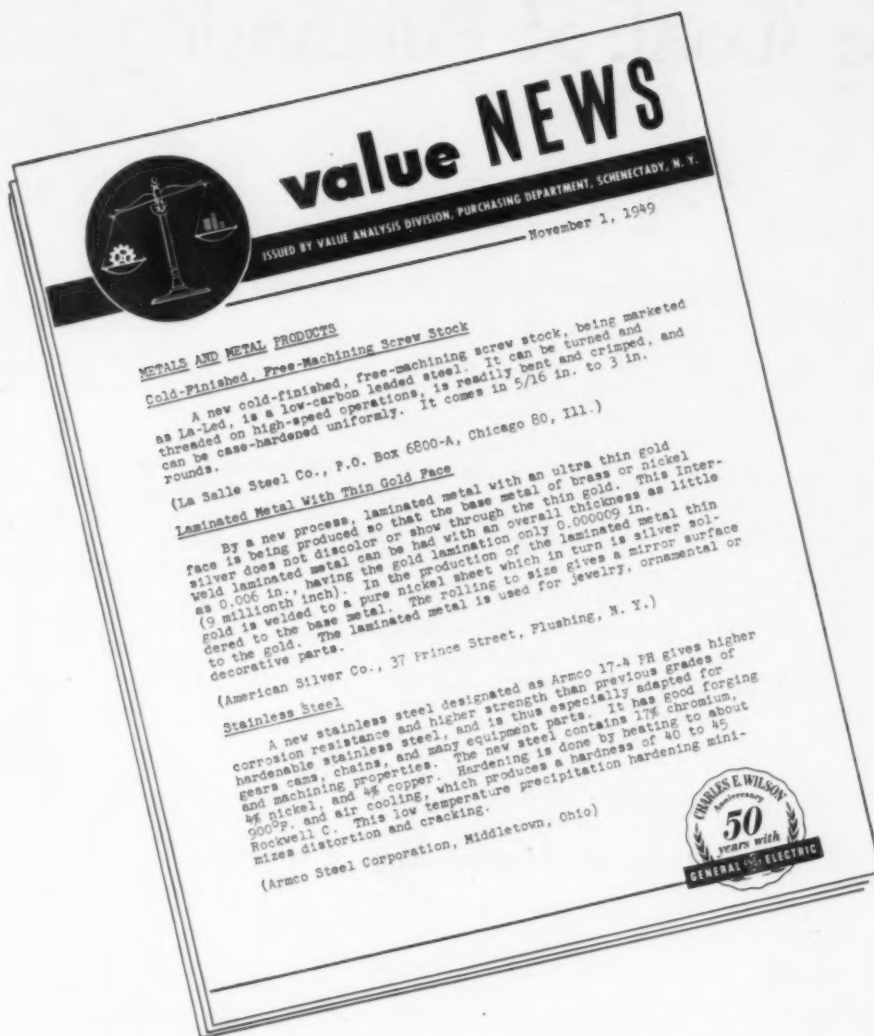 value NEWS
ISSUED BY VALUE ANALYSIS DIVISION, PURCHASING DEPARTMENT, SCHENECTADY, N. Y.
November 1, 1949
METALS AND METAL PRODUCTS
Cold-Finished, Free-Machining Screw Stock
A new cold-finished, free-machining screw stock, being marketed
as La-Led, is a low-carbon leaded steel. It can be turned and
threaded on high-speed operations, is readily bent and crimped, and
can be case-hardened uniformly. It comes in 5/16 in. to 3 in.
rounds.
(La Salle Steel Co., P.O. Box 6800-A, Chicago 80, Ill.)
Laminated Metal With Thin Gold Face
By a new process, laminated metal with an ultra thin gold
face is being produced so that the base metal of brass or nickel
silver does not discolor or show through the thin gold. This Inter-
weld laminated metal can be had with an overall thickness as little
as 0.006 in., having the gold lamination only 0.000009 in.
(9 millionth inch). In the production of the laminated metal thin
gold is welded to a pure nickel sheet which in turn is silver sol-
dered to the base metal. The rolling to size gives a mirror surface
to the gold. The laminated metal is used for jewelry, ornamental or
decorative parts.
(American Silver Co., 37 Prince Street, Flushing, N. Y.)
Stainless Steel
A new stainless steel designated as Armco 17-4 PH gives higher
corrosion resistance and higher strength than previous grades of
hardenable stainless steel, and is thus especially adapted for
gears cams, chains, and many equipment parts. It has good forging
and machining properties. The new steel contains 17% chromium,
4% nickel, and 4% copper. Hardening is done by heating to about
900°F. and air cooling, which produces a hardness of 40 to 45
Rockwell C. This low temperature precipitation hardening mini-
mizes distortion and cracking.
(Armco Steel Corporation, Middletown, Ohio)
CHARLES E. WILSON
Anniversary
50
years with
GENERAL GE ELECTRIC